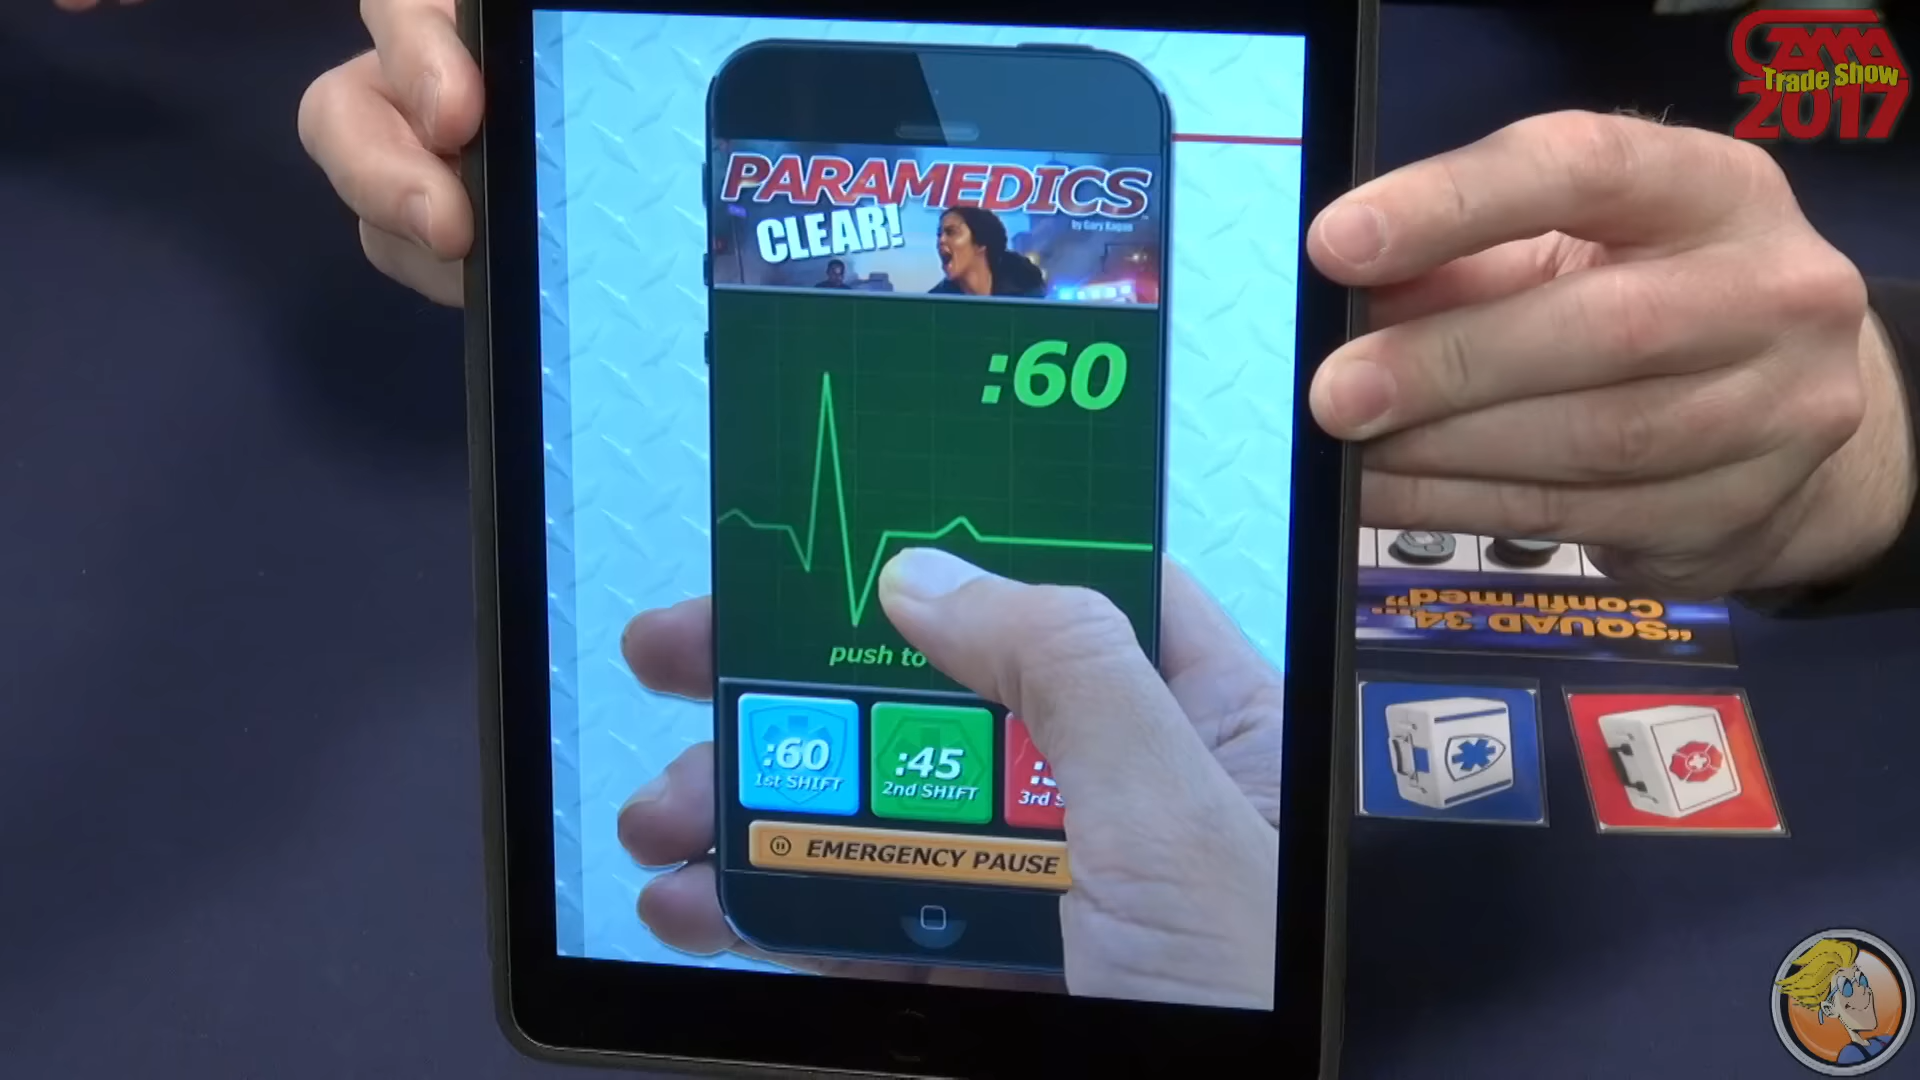 GAMA
Trade Show
2017
PARAMEDICS
CLEAR!
by Gary Kagan
:60
push to
:60
1st SHIFT
:45
2nd SHIFT
3rd
EMERGENCY PAUSE
"SQUAD 34...
Confirmed"